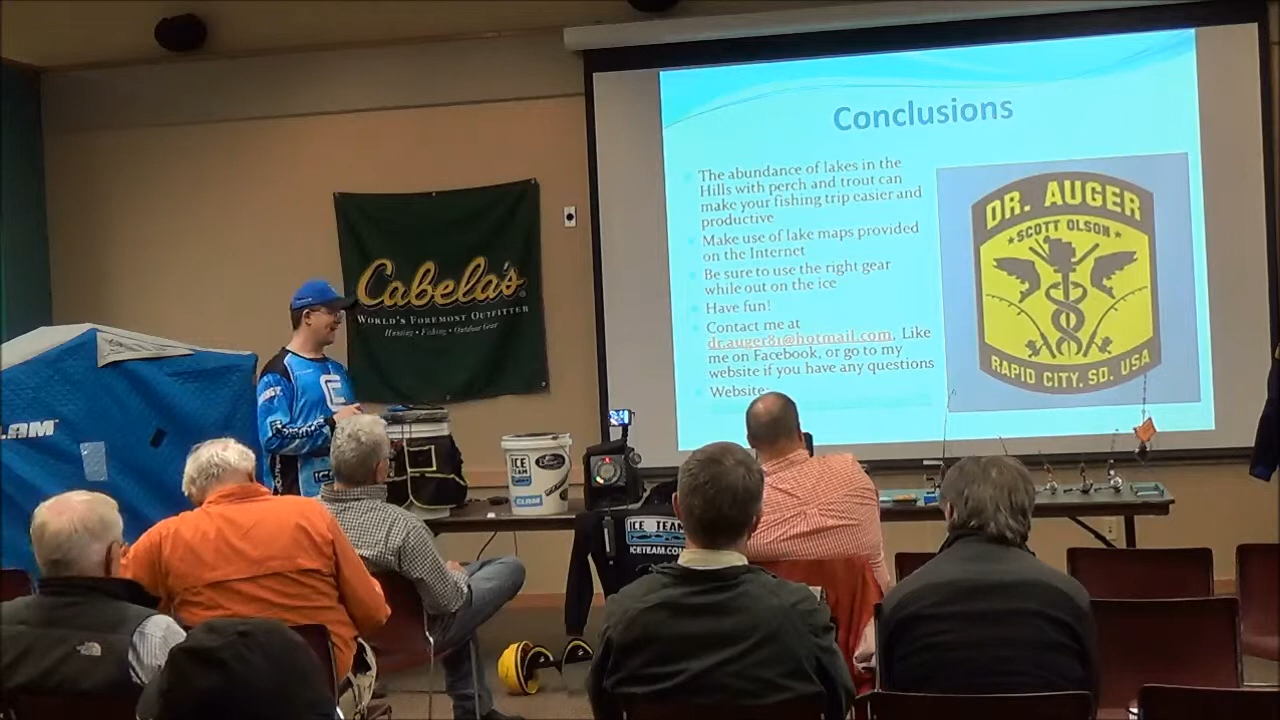 Conclusions
The abundance of lakes in the
Hills with perch and trout can
make your fishing trip easier and
productive
Make use of lake maps provided
on the Internet
Be sure to use the right gear
while out on the ice
Have fun!
Contact me at
dr.auger81@hotmail.com, Like
me on Facebook, or go to my
website if you have any questions
Website:
DR. AUGER
SCOTT OLSON
RAPID CITY, SD. USA
Cabela's
WORLD'S FOREMOST OUTFITTER
Hunting • Fishing • Outdoor Gear
LAM
ICE
TEAM
CLAM
ICE TEAM
ICETEAM.COM